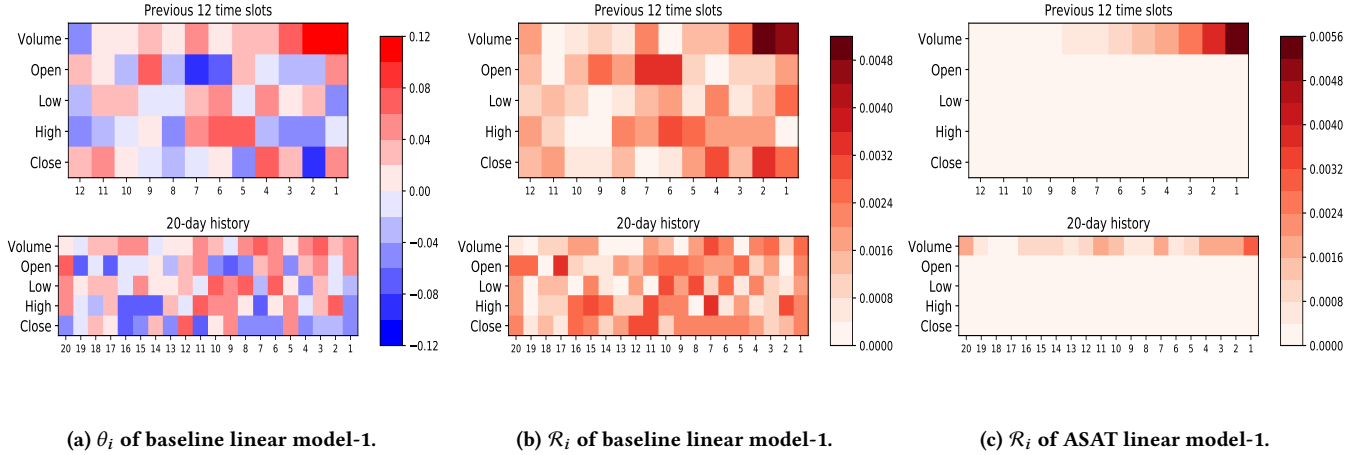 Previous 12 time slots
Volume
Open
Low
High
Close
12 11 10 9 8 7 6 5 4 3 2 1
20-day history
Volume
Open
Low
High
Close
20 19 18 17 16 15 14 13 12 11 10 9 8 7 6 5 4 3 2 1
0.12
0.08
0.04
0.00
−0.04
−0.08
−0.12
(a) θi of baseline linear model-1.
Previous 12 time slots
Volume
Open
Low
High
Close
12 11 10 9 8 7 6 5 4 3 2 1
20-day history
Volume
Open
Low
High
Close
20 19 18 17 16 15 14 13 12 11 10 9 8 7 6 5 4 3 2 1
0.0048
0.0040
0.0032
0.0024
0.0016
0.0008
0.0000
(b) ℛi of baseline linear model-1.
Previous 12 time slots
Volume
Open
Low
High
Close
12 11 10 9 8 7 6 5 4 3 2 1
20-day history
Volume
Open
Low
High
Close
20 19 18 17 16 15 14 13 12 11 10 9 8 7 6 5 4 3 2 1
0.0056
0.0048
0.0040
0.0032
0.0024
0.0016
0.0008
0.0000
(c) ℛi of ASAT linear model-1.